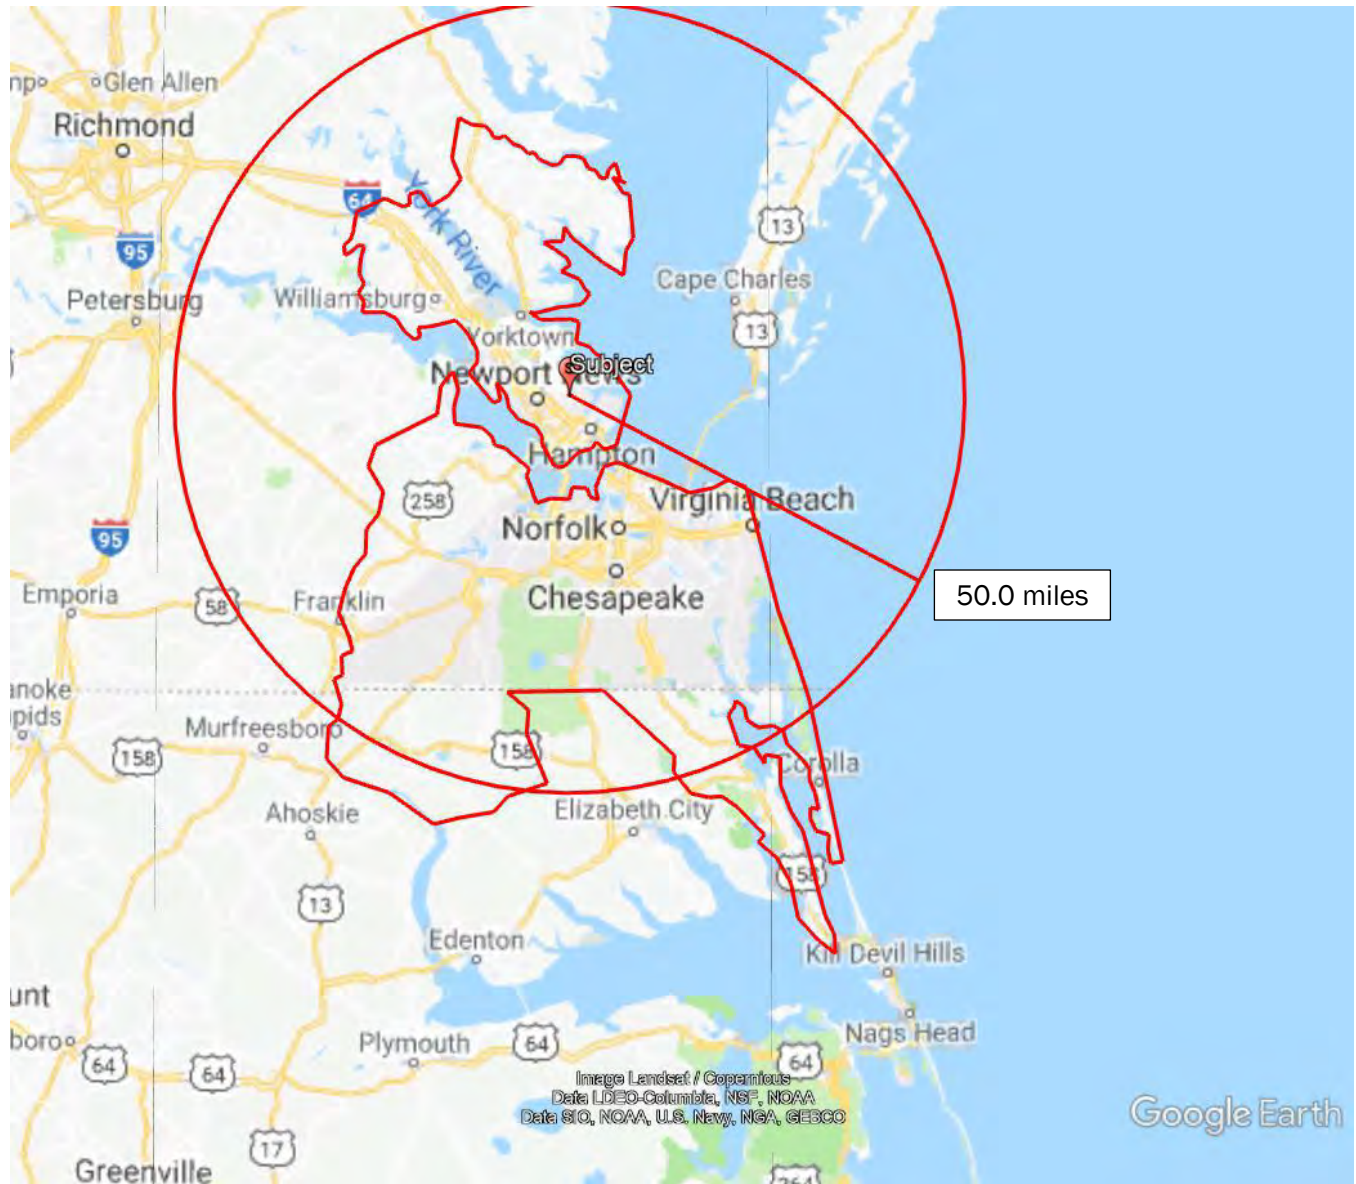 Glen Allen
Richmond
64
York River
13
95
Cape Charles
Petersburg
Williamsburg
13
Yorktown
Subject
Newport News
Hampton
258
Virginia Beach
Norfolk
95
50.0 miles
Emporia
58
Franklin
Chesapeake
Murfreesboro
158
158
Corolla
Ahoskie
Elizabeth City
158
13
Edenton
Kill Devil Hills
Nags Head
Plymouth
64
64
64
64
Image Landsat / Copernicus
Data LDEO-Columbia, NSF, NOAA
Data SIO, NOAA, U.S. Navy, NGA, GEBCO
Google Earth
17
Greenville
264